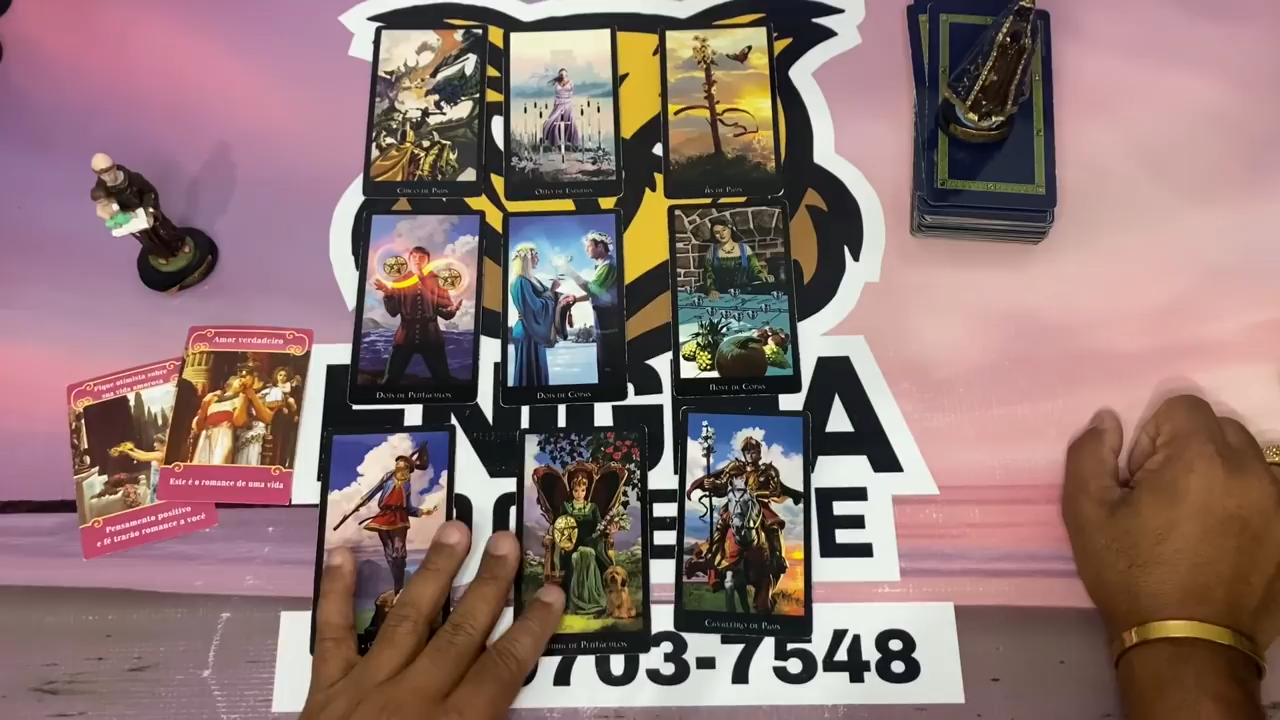 Cinco de Paus
Oito de Espadas
Ás de Paus
Dois de Pentáculos
Dois de Copas
Nove de Copas
Amor verdadeiro
Este é o romance de uma vida
Fique otimista sobre
sua vida amorosa
Pensamento positivo
e fé trarão romance a você
de Pentáculos
Cavaleiro de Paus
703-7548